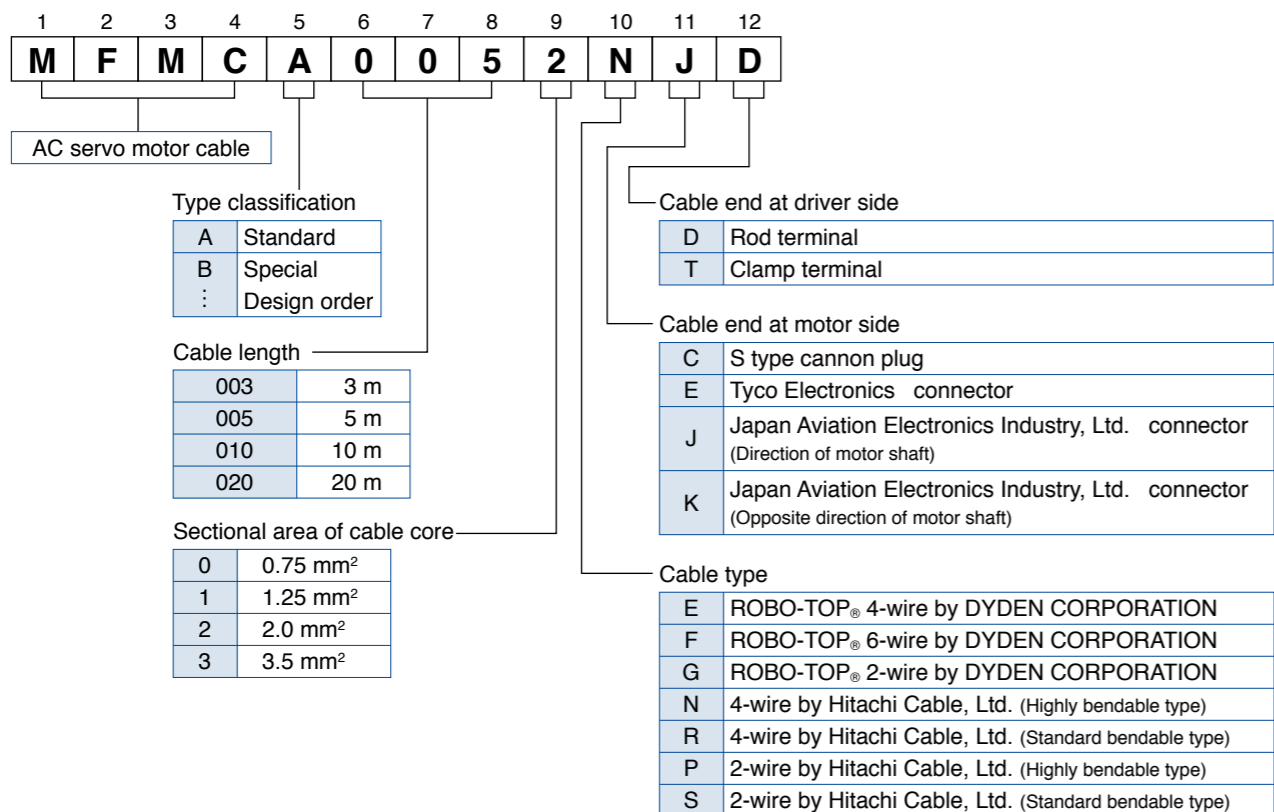 1 2 3 4 5 6 7 8 9 10 11 12
M F M C A 0 0 5 2 N J D
AC servo motor cable
Type classification
A Standard
B Special
⋮ Design order
Cable length
003 3 m
005 5 m
010 10 m
020 20 m
Sectional area of cable core
0 0.75 mm²
1 1.25 mm²
2 2.0 mm²
3 3.5 mm²
Cable end at driver side
D Rod terminal
T Clamp terminal
Cable end at motor side
C S type cannon plug
E Tyco Electronics connector
J Japan Aviation Electronics Industry, Ltd. connector
(Direction of motor shaft)
K Japan Aviation Electronics Industry, Ltd. connector
(Opposite direction of motor shaft)
Cable type
E ROBO-TOP® 4-wire by DYDEN CORPORATION
F ROBO-TOP® 6-wire by DYDEN CORPORATION
G ROBO-TOP® 2-wire by DYDEN CORPORATION
N 4-wire by Hitachi Cable, Ltd. (Highly bendable type)
R 4-wire by Hitachi Cable, Ltd. (Standard bendable type)
P 2-wire by Hitachi Cable, Ltd. (Highly bendable type)
S 2-wire by Hitachi Cable, Ltd. (Standard bendable type)